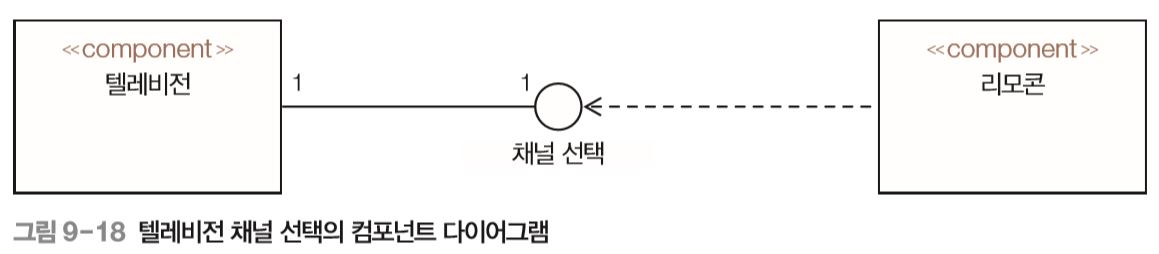 <<component>>
텔레비전
1
1
채널 선택
<<component>>
리모콘
그림 9-18 텔레비전 채널 선택의 컴포넌트 다이어그램